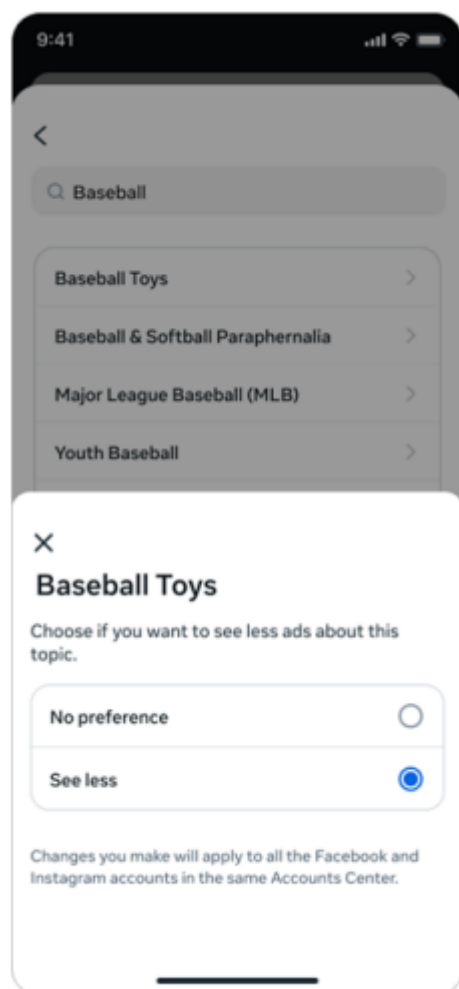 9:41
Baseball
Baseball Toys
Baseball & Softball Paraphernalia
Major League Baseball (MLB)
Youth Baseball
Baseball Toys
Choose if you want to see less ads about this
topic.
No preference
See less
Changes you make will apply to all the Facebook and
Instagram accounts in the same Accounts Center.